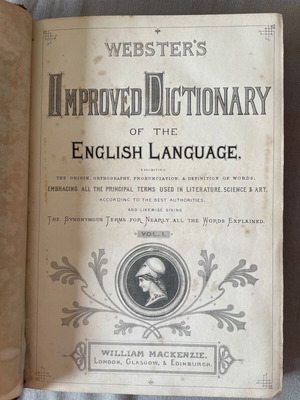 WEBSTER'S
IMPROVED DICTIONARY
OF THE
ENGLISH LANGUAGE,
EXHIBITING
THE ORIGIN, ORTHOGRAPHY, PRONUNCIATION, & DEFINITION OF WORDS;
EMBRACING ALL THE PRINCIPAL TERMS USED IN LITERATURE, SCIENCE & ART,
ACCORDING TO THE BEST AUTHORITIES,
AND LIKEWISE GIVING
THE SYNONYMOUS TERMS FOR NEARLY ALL THE WORDS EXPLAINED.
VOL. I.
WILLIAM MACKENZIE,
LONDON, GLASGOW, & EDINBURGH.